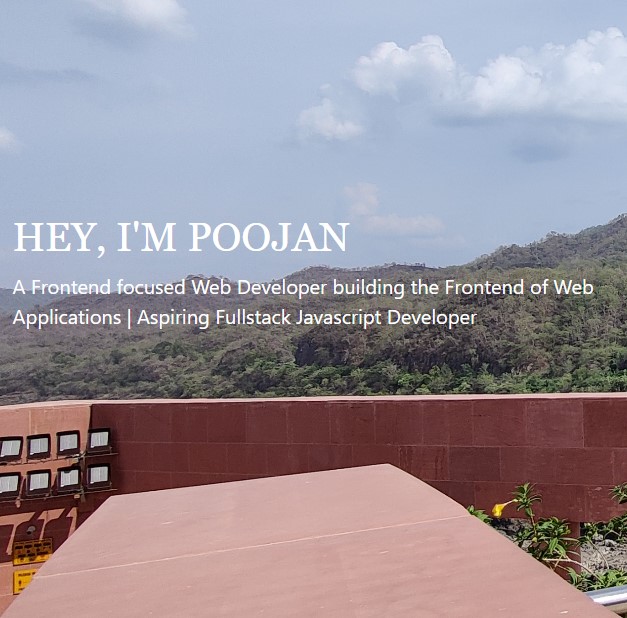 HEY, I'M POOJAN
A Frontend focused Web Developer building the Frontend of Web
Applications | Aspiring Fullstack Javascript Developer